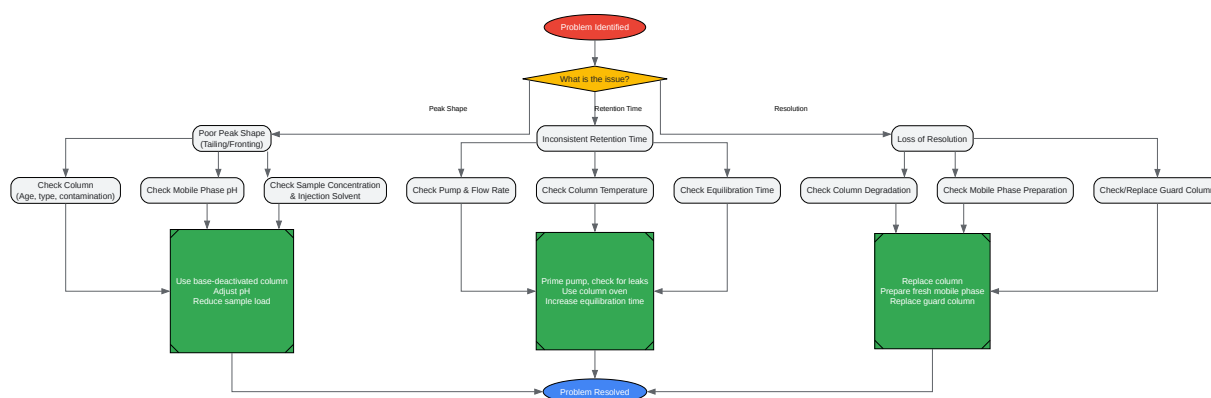 Problem Identified
What is the issue?
Peak Shape
Retention Time
Resolution
Poor Peak Shape
(Tailing/Fronting)
Inconsistent Retention Time
Loss of Resolution
Check Column
(Age, type, contamination)
Check Mobile Phase pH
Check Sample Concentration
& Injection Solvent
Check Pump & Flow Rate
Check Column Temperature
Check Equilibration Time
Check Column Degradation
Check Mobile Phase Preparation
Check/Replace Guard Column
Use base-deactivated column
Adjust pH
Reduce sample load
Prime pump, check for leaks
Use column oven
Increase equilibration time
Replace column
Prepare fresh mobile phase
Replace guard column
Problem Resolved